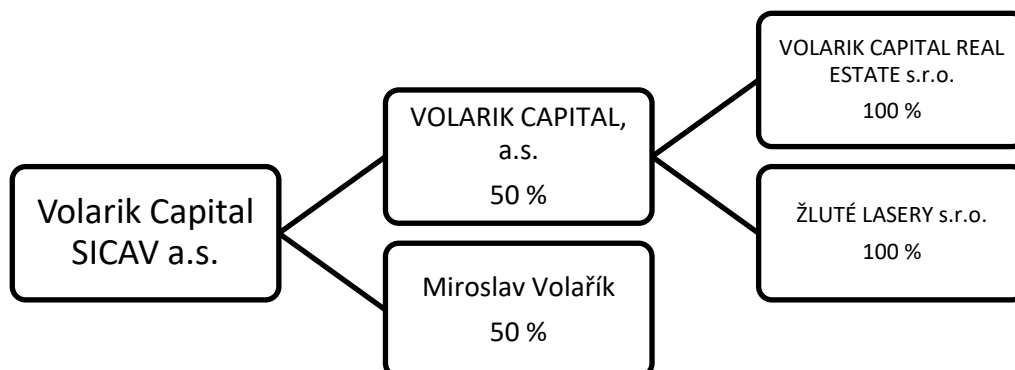 Volarik Capital
SICAV a.s.
VOLARIK CAPITAL,
a.s.
50 %
Miroslav Volařík
50 %
VOLARIK CAPITAL REAL
ESTATE s.r.o.
100 %
ŽLUTÉ LASERY s.r.o.
100 %